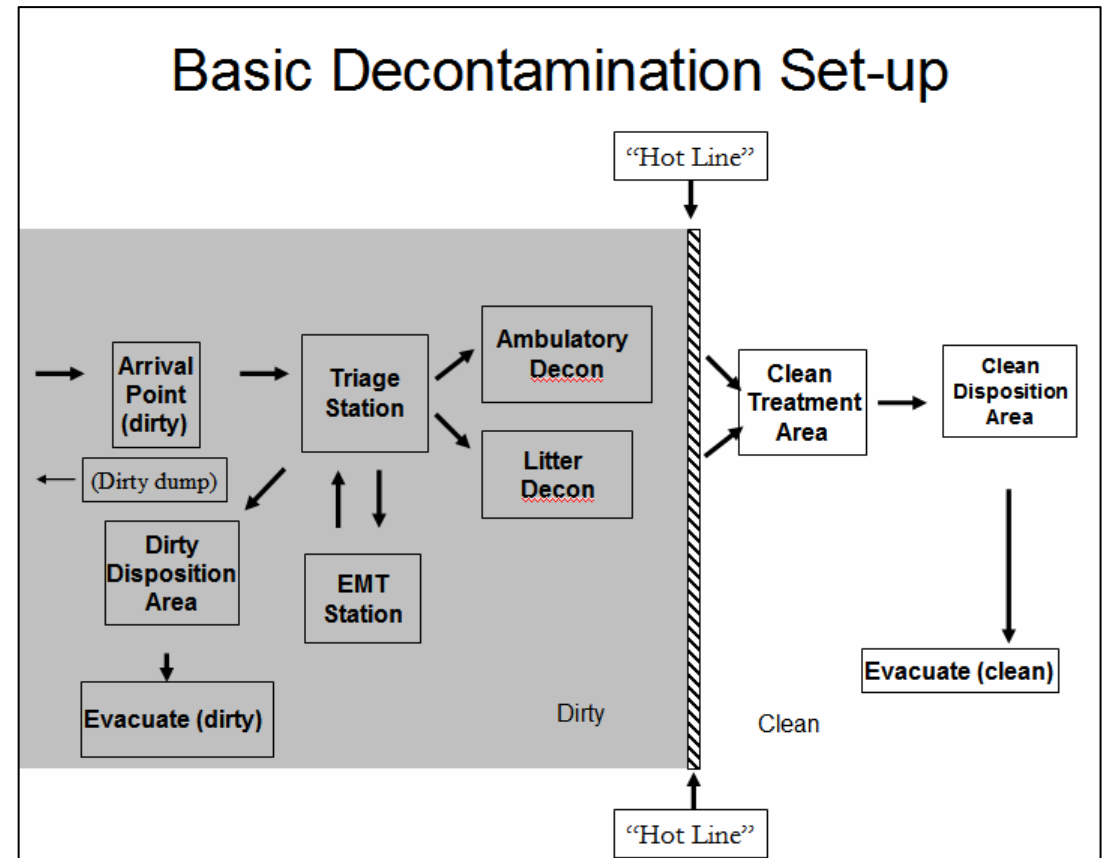 Basic Decontamination Set-up
“Hot Line”
Arrival
Point
(dirty)
Triage
Station
Ambulatory
Decon
Litter
Decon
Clean
Treatment
Area
Clean
Disposition
Area
(Dirty dump)
Dirty
Disposition
Area
EMT
Station
Evacuate (dirty)
Evacuate (clean)
Dirty
Clean
“Hot Line”